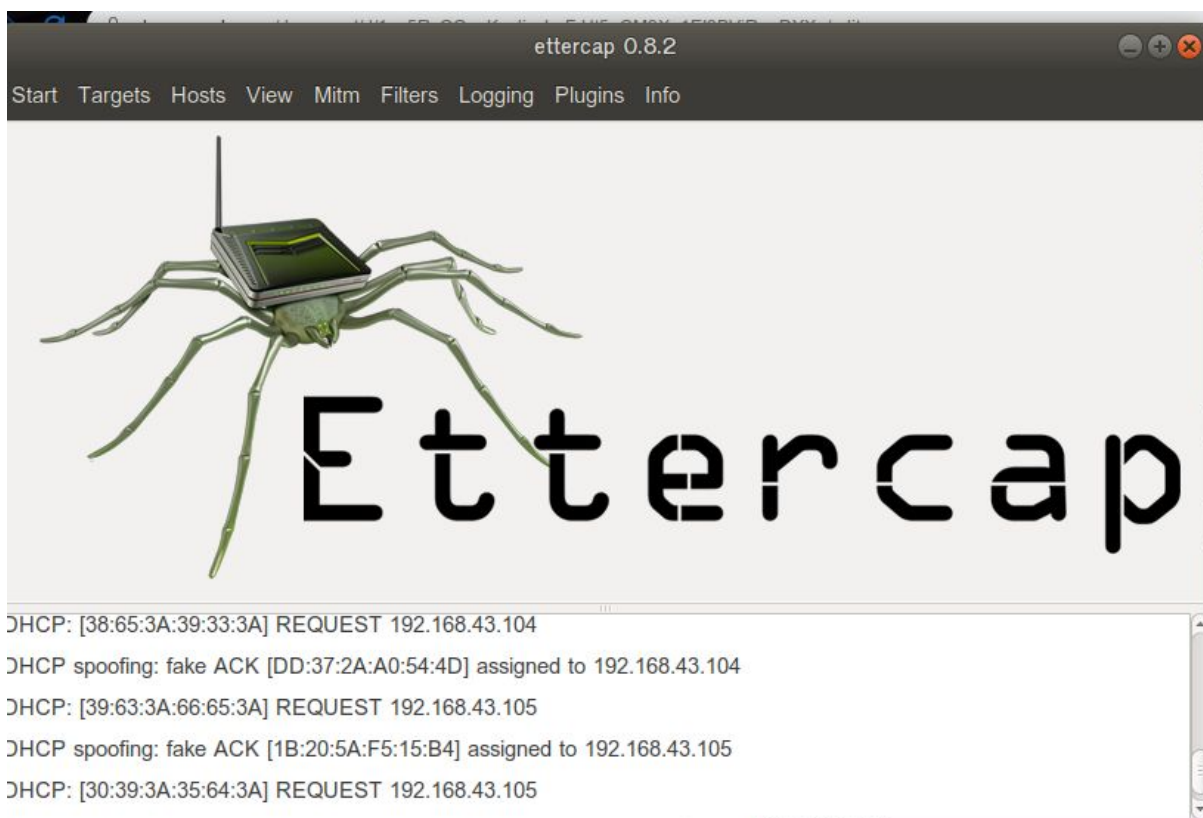 ettercap 0.8.2
Start Targets Hosts View Mitm Filters Logging Plugins Info
Ettercap
DHCP: [38:65:3A:39:33:3A] REQUEST 192.168.43.104
DHCP spoofing: fake ACK [DD:37:2A:A0:54:4D] assigned to 192.168.43.104
DHCP: [39:63:3A:66:65:3A] REQUEST 192.168.43.105
DHCP spoofing: fake ACK [1B:20:5A:F5:15:B4] assigned to 192.168.43.105
DHCP: [30:39:3A:35:64:3A] REQUEST 192.168.43.105